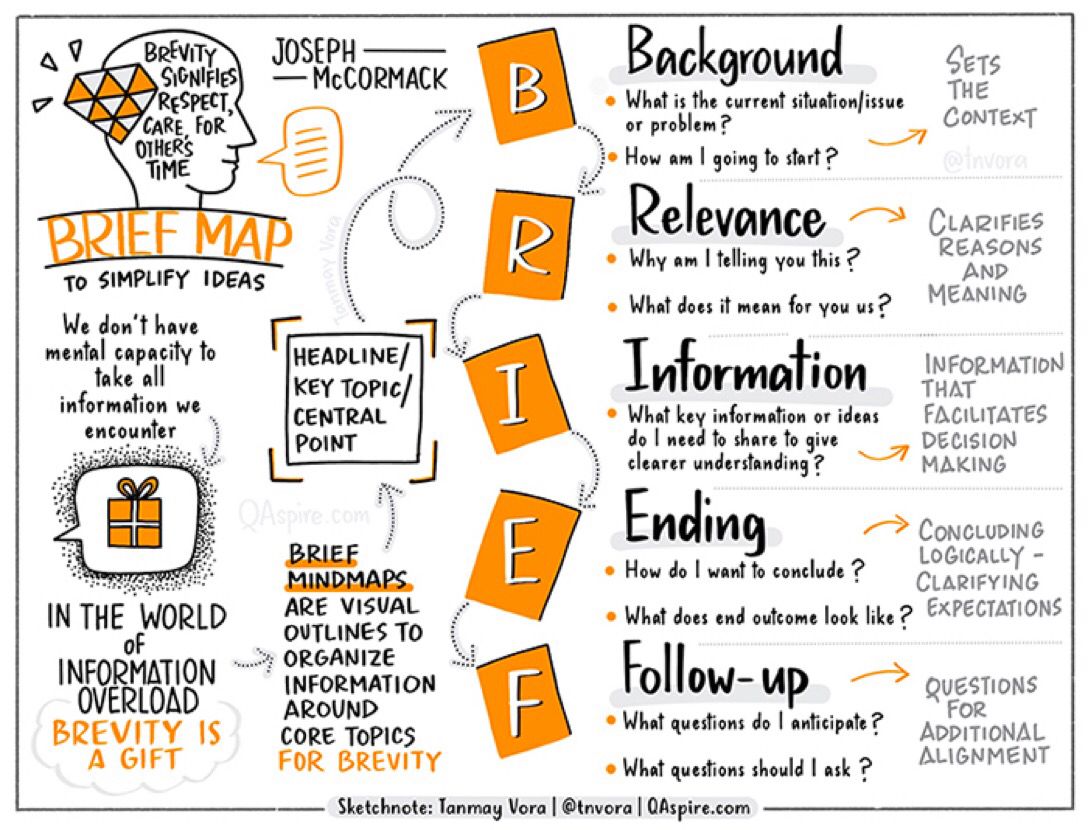 BREVITY
SIGNIFIES
RESPECT,
CARE, FOR
OTHER'S
TIME
JOSEPH
McCORMACK
BRIEF MAP
TO SIMPLIFY IDEAS
We don't have
mental capacity to
take all
information we
encounter
IN THE WORLD
of
INFORMATION
OVERLOAD
BREVITY IS
A GIFT
BRIEF
MINDMAPS
ARE VISUAL
OUTLINES TO
ORGANIZE
INFORMATION
AROUND
CORE TOPICS
FOR BREVITY
HEADLINE/
KEY TOPIC/
CENTRAL
POINT
Tanmay Vora
QAspire.com
B
Background
• What is the current situation/issue
or problem?
• How am I going to start?
SETS
THE
CONTEXT
@tnvora
R
Relevance
• Why am I telling you this?
• What does it mean for you us?
CLARIFIES
REASONS
AND
MEANING
I
Information
• What key information or ideas
do I need to share to give
clearer understanding?
INFORMATION
THAT
FACILITATES
DECISION
MAKING
E
Ending
• How do I want to conclude?
• What does end outcome look like?
CONCLUDING
LOGICALLY -
CLARIFYING
EXPECTATIONS
F
Follow-up
• What questions do I anticipate?
• What questions should I ask?
QUESTIONS
FOR
ADDITIONAL
ALIGNMENT
Sketchnote: Tanmay Vora | @tnvora | QAspire.com